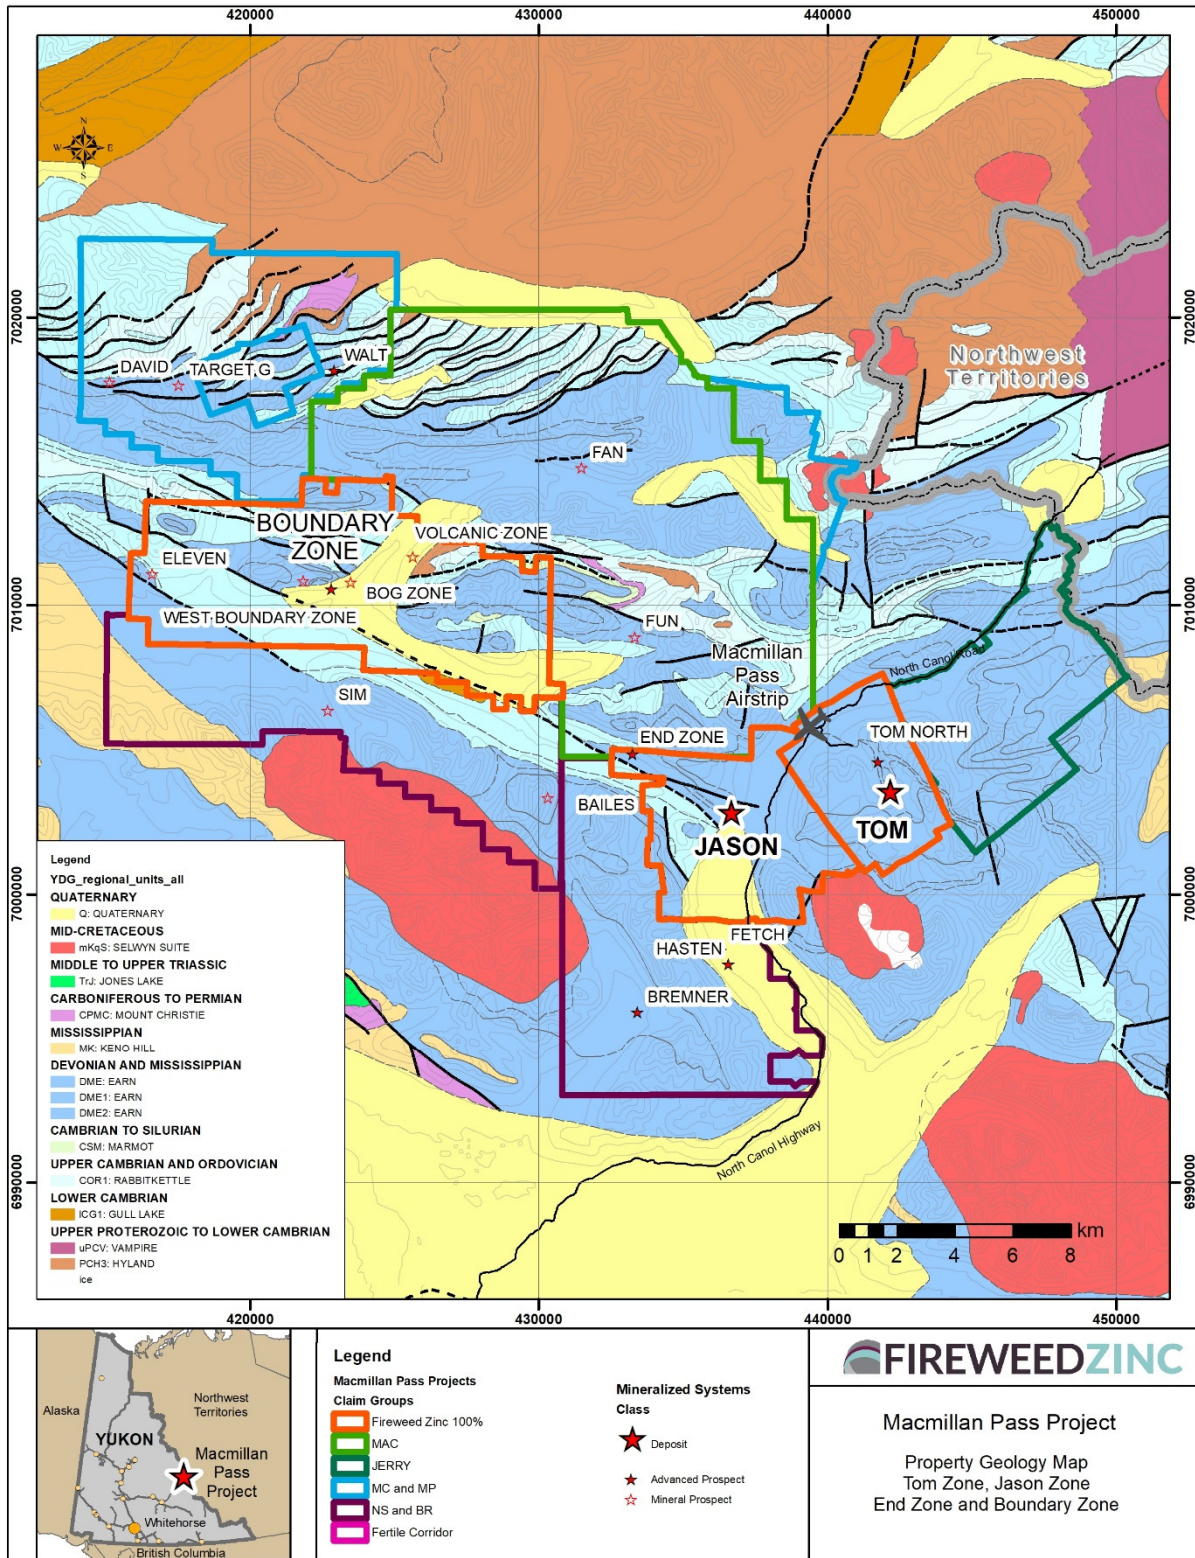 420000
430000
440000
450000
N
W
E
S
7020000
7020000
Northwest
Territories
DAVID
TARGET,G
WALT
FAN
BOUNDARY
ZONE
VOLCANIC ZONE
ELEVEN
BOG ZONE
WEST BOUNDARY ZONE
7010000
7010000
FUN
Macmillan
Pass
Airstrip
North Canol Road
SIM
END ZONE
TOM NORTH
BAILES
JASON
TOM
7000000
7000000
FETCH
HASTEN
BREMNER
North Canol Highway
6990000
6990000
Legend
YDG_regional_units_all
QUATERNARY
Q: QUATERNARY
MID-CRETACEOUS
mKqS: SELWYN SUITE
MIDDLE TO UPPER TRIASSIC
TrJ: JONES LAKE
CARBONIFEROUS TO PERMIAN
CPMC: MOUNT CHRISTIE
MISSISSIPPIAN
MK: KENO HILL
DEVONIAN AND MISSISSIPPIAN
DME: EARN
DME1: EARN
DME2: EARN
CAMBRIAN TO SILURIAN
CSM: MARMOT
UPPER CAMBRIAN AND ORDOVICIAN
COR1: RABBITKETTLE
LOWER CAMBRIAN
ICG1: GULL LAKE
UPPER PROTEROZOIC TO LOWER CAMBRIAN
uPCV: VAMPIRE
PCH3: HYLAND
ice
km
0 1 2 4 6 8
420000
430000
440000
450000
Alaska
Northwest
Territories
YUKON
Macmillan
Pass
Project
Whitehorse
British Columbia
Legend
Macmillan Pass Projects
Claim Groups
Fireweed Zinc 100%
MAC
JERRY
MC and MP
NS and BR
Fertile Corridor
Mineralized Systems
Class
Deposit
Advanced Prospect
Mineral Prospect
FIREWEEDZINC
Macmillan Pass Project
Property Geology Map
Tom Zone, Jason Zone
End Zone and Boundary Zone